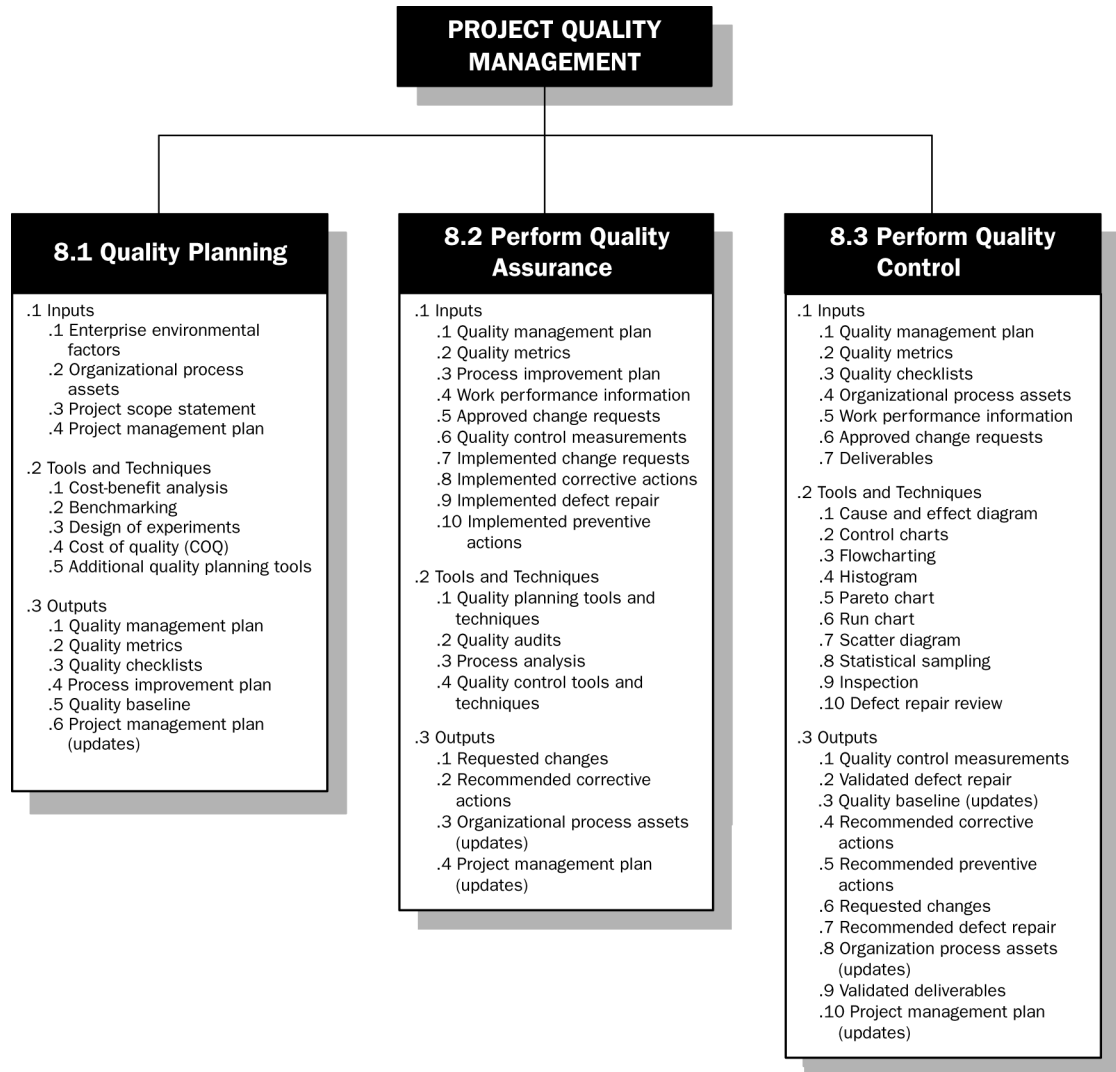 PROJECT QUALITY
MANAGEMENT
8.1 Quality Planning
.1 Inputs
.1 Enterprise environmental
factors
.2 Organizational process
assets
.3 Project scope statement
.4 Project management plan
.2 Tools and Techniques
.1 Cost-benefit analysis
.2 Benchmarking
.3 Design of experiments
.4 Cost of quality (COQ)
.5 Additional quality planning tools
.3 Outputs
.1 Quality management plan
.2 Quality metrics
.3 Quality checklists
.4 Process improvement plan
.5 Quality baseline
.6 Project management plan
(updates)
8.2 Perform Quality
Assurance
.1 Inputs
.1 Quality management plan
.2 Quality metrics
.3 Process improvement plan
.4 Work performance information
.5 Approved change requests
.6 Quality control measurements
.7 Implemented change requests
.8 Implemented corrective actions
.9 Implemented defect repair
.10 Implemented preventive
actions
.2 Tools and Techniques
.1 Quality planning tools and
techniques
.2 Quality audits
.3 Process analysis
.4 Quality control tools and
techniques
.3 Outputs
.1 Requested changes
.2 Recommended corrective
actions
.3 Organizational process assets
(updates)
.4 Project management plan
(updates)
8.3 Perform Quality
Control
.1 Inputs
.1 Quality management plan
.2 Quality metrics
.3 Quality checklists
.4 Organizational process assets
.5 Work performance information
.6 Approved change requests
.7 Deliverables
.2 Tools and Techniques
.1 Cause and effect diagram
.2 Control charts
.3 Flowcharting
.4 Histogram
.5 Pareto chart
.6 Run chart
.7 Scatter diagram
.8 Statistical sampling
.9 Inspection
.10 Defect repair review
.3 Outputs
.1 Quality control measurements
.2 Validated defect repair
.3 Quality baseline (updates)
.4 Recommended corrective
actions
.5 Recommended preventive
actions
.6 Requested changes
.7 Recommended defect repair
.8 Organization process assets
(updates)
.9 Validated deliverables
.10 Project management plan
(updates)